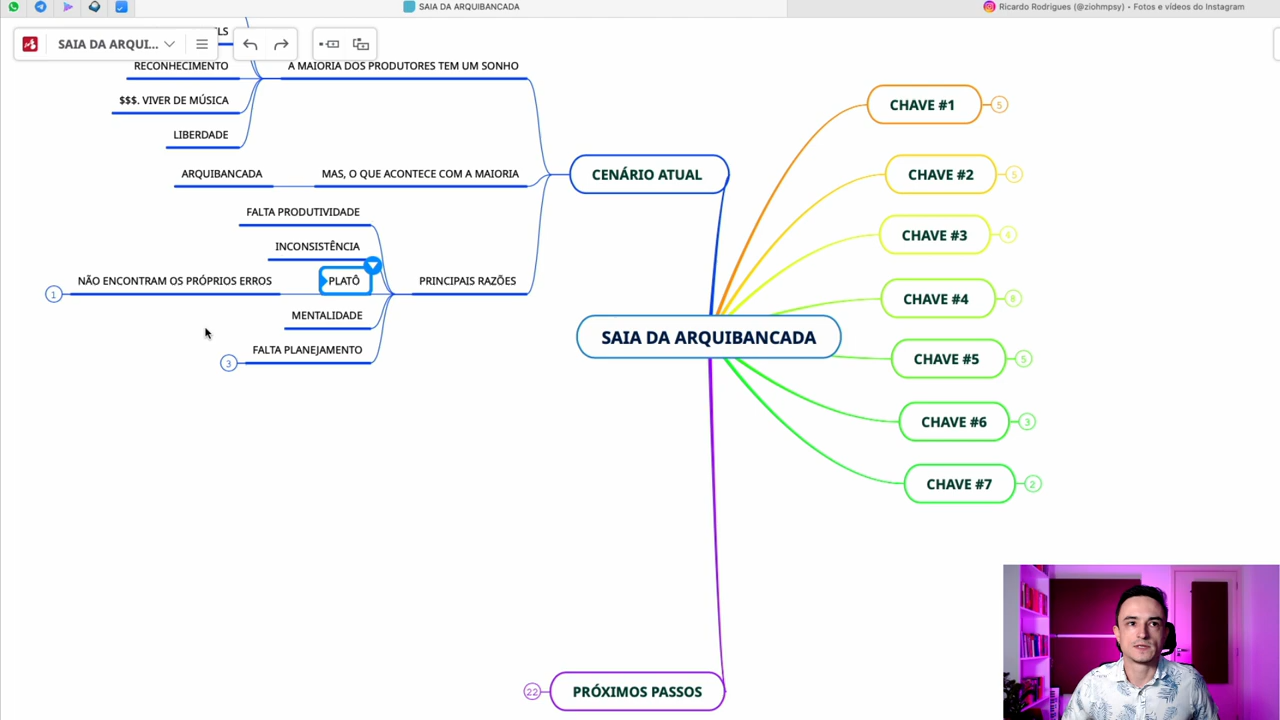 SAIA DA ARQUIBANCADA
Ricardo Rodrigues (@ziohmpsy) • Fotos e vídeos do Instagram
SAIA DA ARQUI...
RECONHECIMENTO
$$$. VIVER DE MÚSICA
LIBERDADE
A MAIORIA DOS PRODUTORES TEM UM SONHO
ARQUIBANCADA
MAS, O QUE ACONTECE COM A MAIORIA
CENÁRIO ATUAL
FALTA PRODUTIVIDADE
INCONSISTÊNCIA
1
NÃO ENCONTRAM OS PRÓPRIOS ERROS
PLATÔ
PRINCIPAIS RAZÕES
MENTALIDADE
3
FALTA PLANEJAMENTO
SAIA DA ARQUIBANCADA
CHAVE #1
5
CHAVE #2
5
CHAVE #3
4
CHAVE #4
8
CHAVE #5
5
CHAVE #6
3
CHAVE #7
2
22
PRÓXIMOS PASSOS